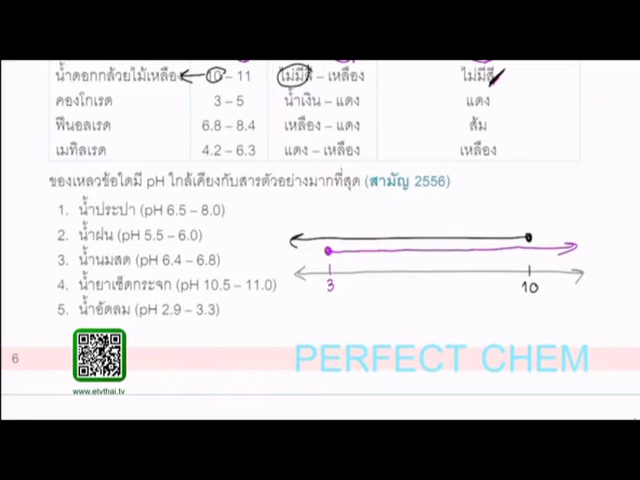 น้ำดอกกล้วยไม้เหลือง 10 – 11 ไม่มีสี – เหลือง ไม่มีสี
คองโกเรด 3 – 5 น้ำเงิน – แดง แดง
ฟีนอลเรด 6.8 – 8.4 เหลือง – แดง ส้ม
เมทิลเรด 4.2 – 6.3 แดง – เหลือง เหลือง
ของเหลวข้อใดมี pH ใกล้เคียงกับสารตัวอย่างมากที่สุด (สามัญ 2556)
1. น้ำประปา (pH 6.5 – 8.0)
2. น้ำฝน (pH 5.5 – 6.0)
3. น้ำนมสด (pH 6.4 – 6.8)
4. น้ำยาเช็ดกระจก (pH 10.5 – 11.0)
5. น้ำอัดลม (pH 2.9 – 3.3)
3 10
6 PERFECT CHEM
www.etvthai.tv